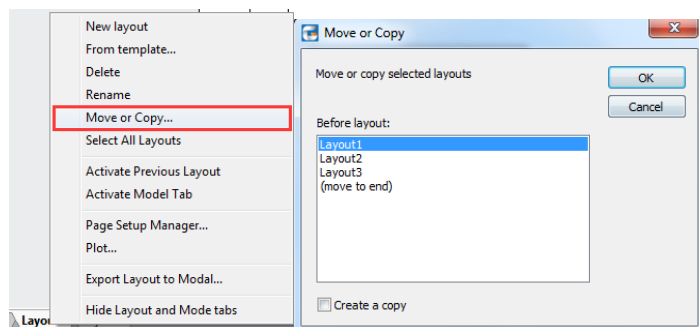 New layout
From template...
Delete
Rename
Move or Copy...
Select All Layouts
Activate Previous Layout
Activate Model Tab
Page Setup Manager...
Plot...
Export Layout to Modal...
Hide Layout and Mode tabs
Move or Copy
Move or copy selected layouts
OK
Cancel
Before layout:
Layout1
Layout2
Layout3
(move to end)
Create a copy